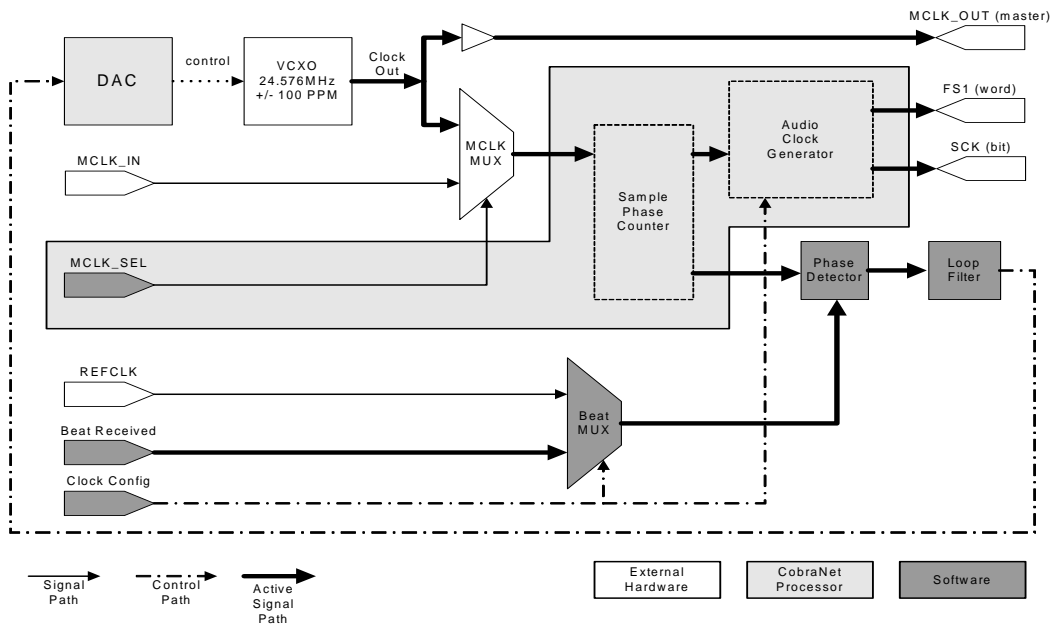 MCLK_OUT (master)
DAC
control
VCXO
24.576MHz
+/- 100 PPM
Clock
Out
FS1 (word)
Audio
Clock
Generator
SCK (bit)
MCLK
MUX
MCLK_IN
Sample
Phase
Counter
MCLK_SEL
Phase
Detector
Loop
Filter
REFCLK
Beat
MUX
Beat Received
Clock Config
Signal
Path
Control
Path
Active
Signal
Path
External
Hardware
CobraNet
Processor
Software